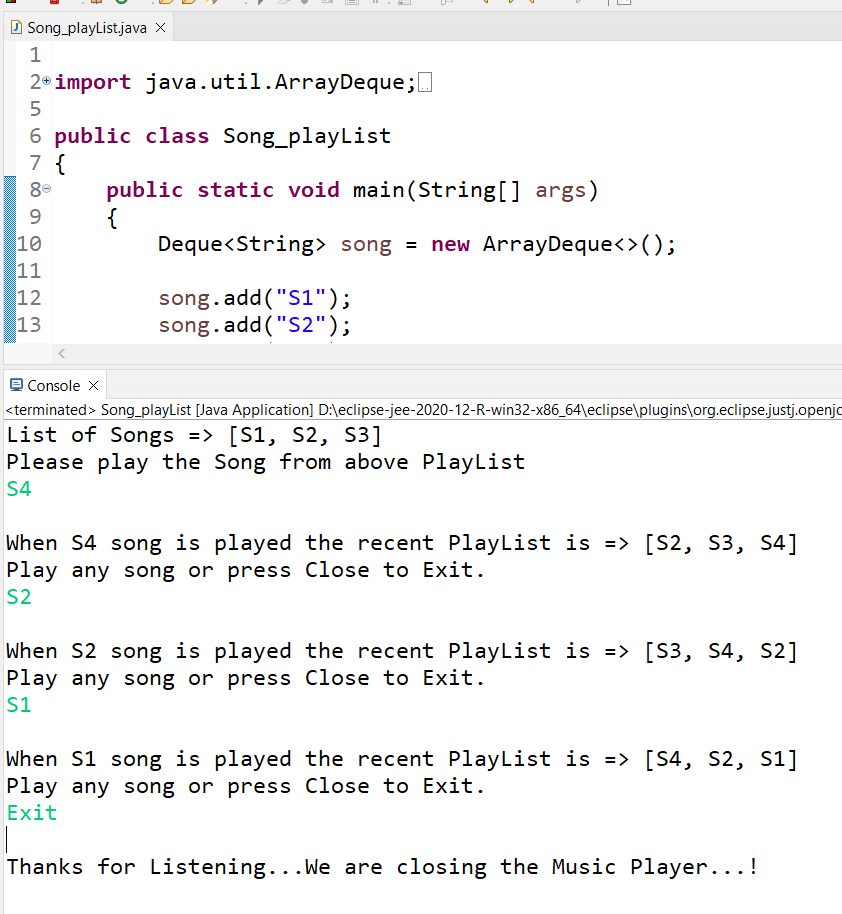 Song_playList.java
1
2 import java.util.ArrayDeque;
5
6 public class Song_playList
7 {
8 public static void main(String[] args)
9 {
10 Deque<String> song = new ArrayDeque<>();
11
12 song.add("S1");
13 song.add("S2");
Console
<terminated> Song_playList [Java Application] D:\eclipse-jee-2020-12-R-win32-x86_64\eclipse\plugins\org.eclipse.justj.openjc
List of Songs => [S1, S2, S3]
Please play the Song from above PlayList
S4
When S4 song is played the recent PlayList is => [S2, S3, S4]
Play any song or press Close to Exit.
S2
When S2 song is played the recent PlayList is => [S3, S4, S2]
Play any song or press Close to Exit.
S1
When S1 song is played the recent PlayList is => [S4, S2, S1]
Play any song or press Close to Exit.
Exit
Thanks for Listening...We are closing the Music Player...!